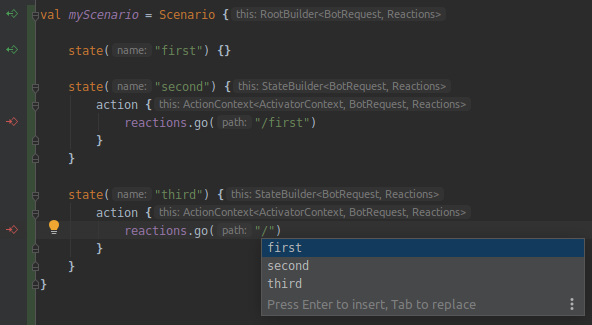 val myScenario = Scenario { this: RootBuilder<BotRequest, Reactions>
state( name: "first") {}
state( name: "second") { this: StateBuilder<BotRequest, Reactions>
action { this: ActionContext<ActivatorContext, BotRequest, Reactions>
reactions.go( path: "/first")
}
}
state( name: "third") { this: StateBuilder<BotRequest, Reactions>
action { this: ActionContext<ActivatorContext, BotRequest, Reactions>
reactions.go( path: "/")
first
}
second
}
third
}
Press Enter to insert, Tab to replace